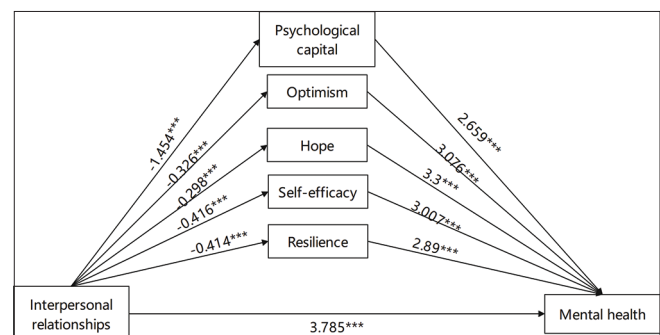 Psychological
capital
Optimism
Hope
Self-efficacy
Resilience
-1.454***
-0.326***
-0.298***
-0.416***
-0.414***
2.659***
3.076***
3.3***
3.007***
2.89***
Interpersonal
relationships
3.785***
Mental health